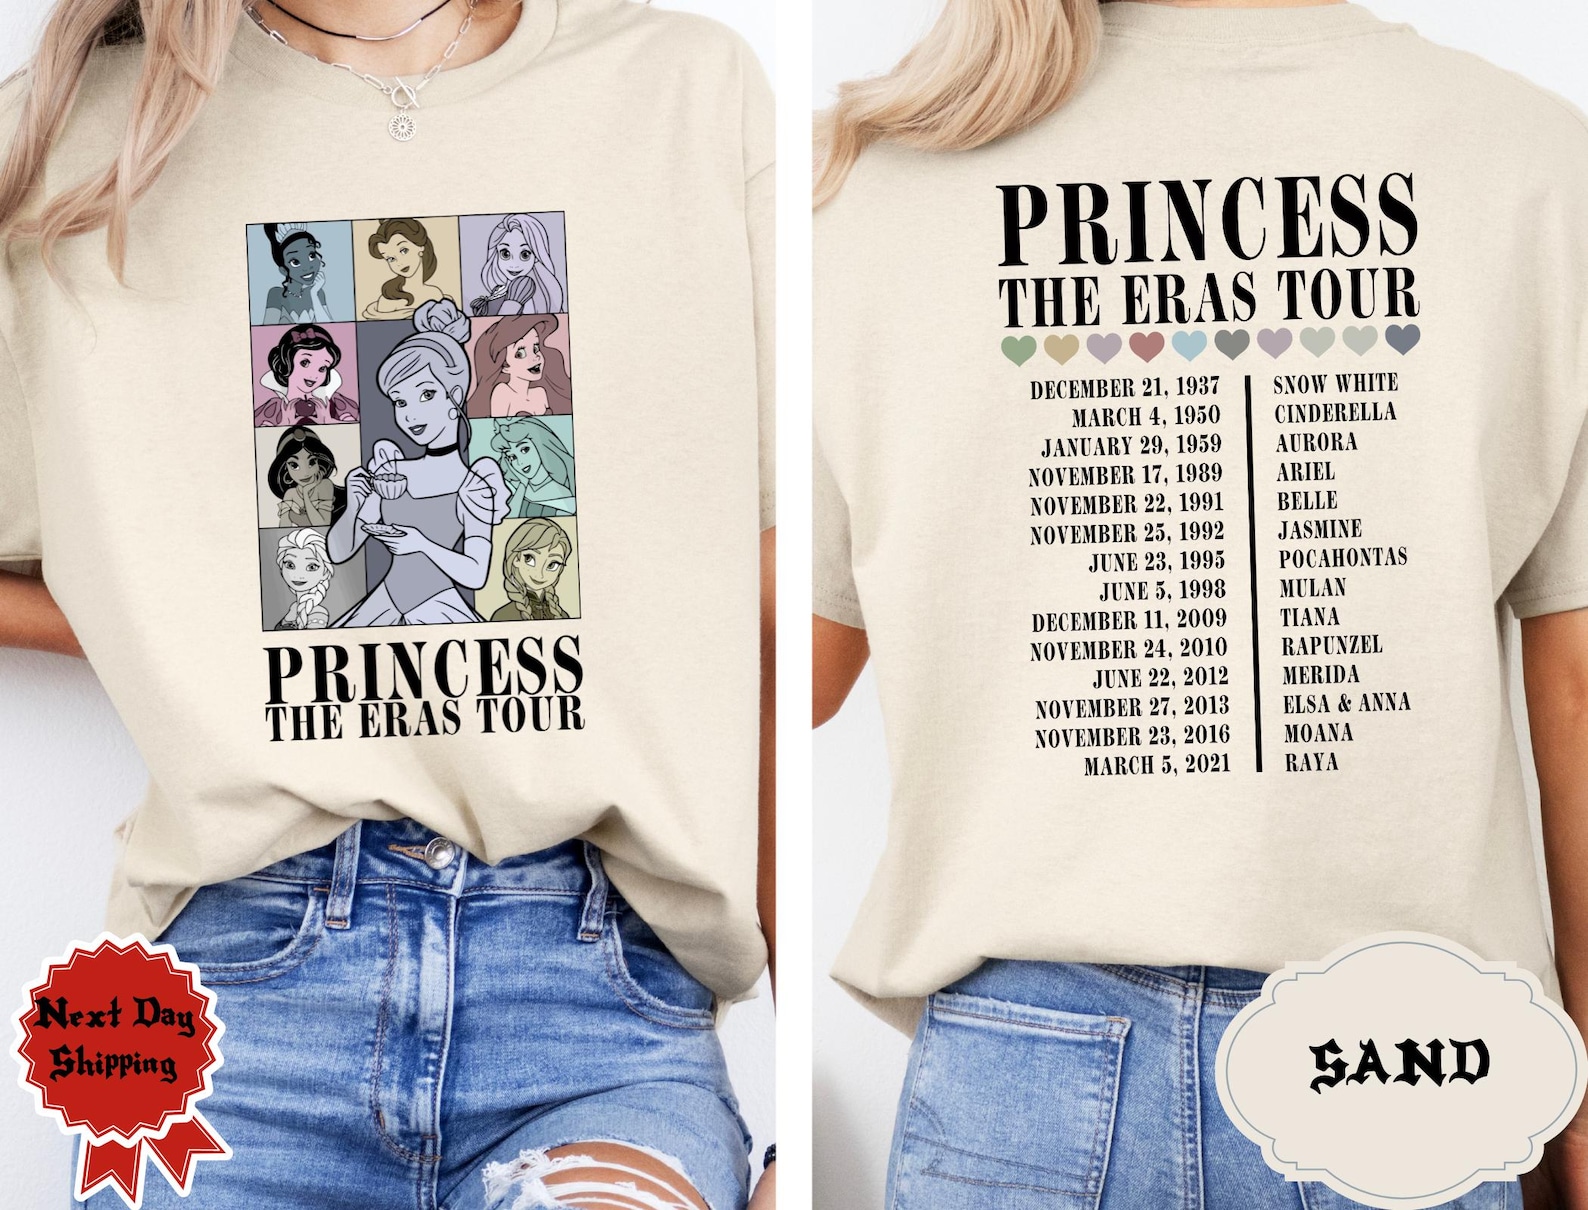 PRINCESS
THE ERAS TOUR
Next Day
Shipping
PRINCESS
THE ERAS TOUR
DECEMBER 21, 1937 SNOW WHITE
MARCH 4, 1950 CINDERELLA
JANUARY 29, 1959 AURORA
NOVEMBER 17, 1989 ARIEL
NOVEMBER 22, 1991 BELLE
NOVEMBER 25, 1992 JASMINE
JUNE 23, 1995 POCAHONTAS
JUNE 5, 1998 MULAN
DECEMBER 11, 2009 TIANA
NOVEMBER 24, 2010 RAPUNZEL
JUNE 22, 2012 MERIDA
NOVEMBER 27, 2013 ELSA & ANNA
NOVEMBER 23, 2016 MOANA
MARCH 5, 2021 RAYA
SAND